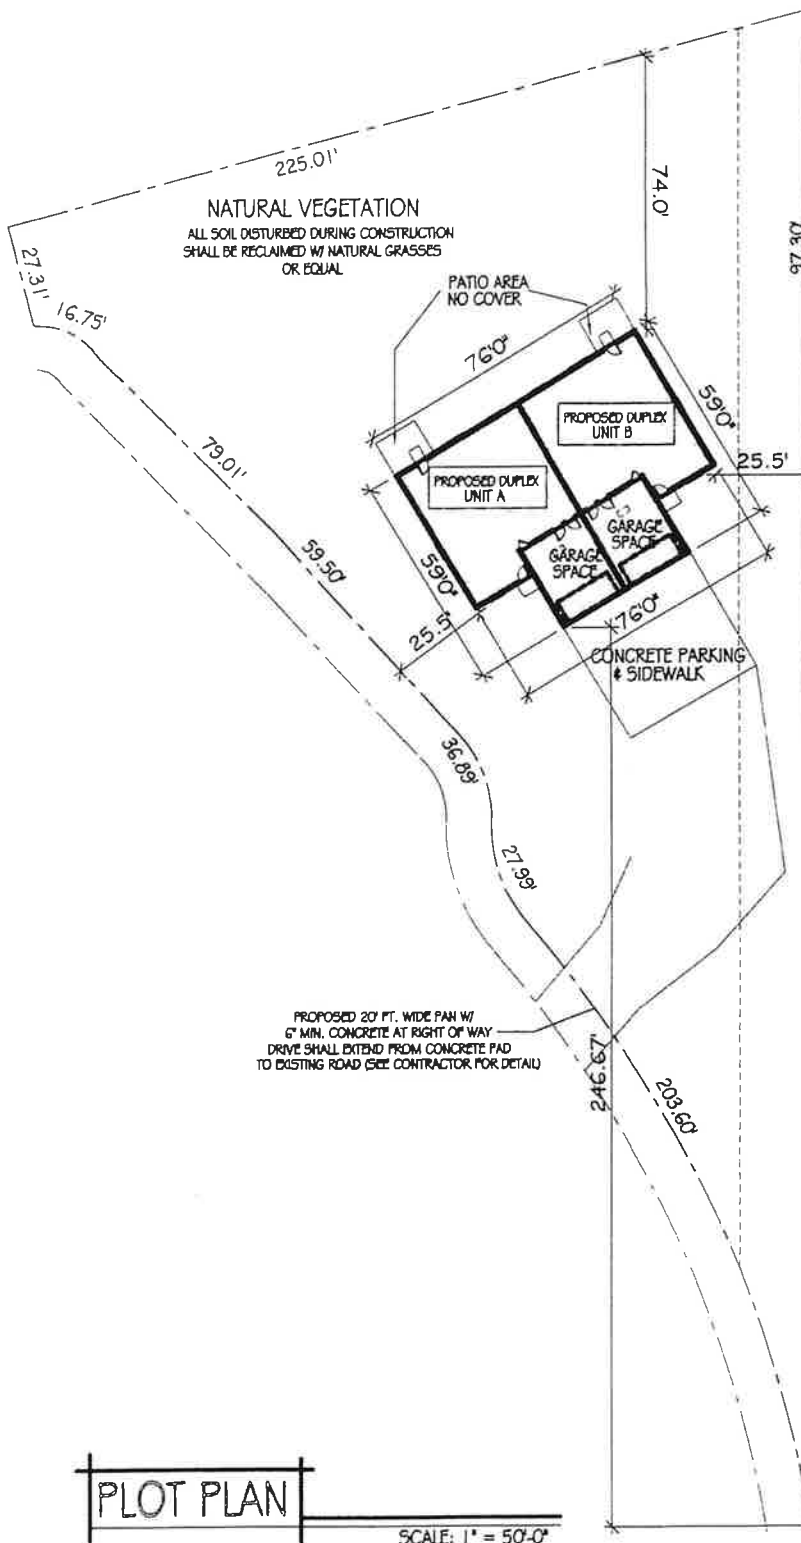 225.01'
74.0'
97.30
NATURAL VEGETATION
ALL SOIL DISTURBED DURING CONSTRUCTION
SHALL BE RECLAIMED W/ NATURAL GRASSES
OR EQUAL
27.31'
16.75'
PATIO AREA
NO COVER
76'0"
59'0"
PROPOSED DUPLEX
UNIT B
25.5'
79.01'
PROPOSED DUPLEX
UNIT A
GARAGE
SPACE
GARAGE
SPACE
59.50'
59'0"
25.5'
76'0"
CONCRETE PARKING
& SIDEWALK
36.89'
27.99'
PROPOSED 20' FT. WIDE PAN W/
6" MIN. CONCRETE AT RIGHT OF WAY
DRIVE SHALL EXTEND FROM CONCRETE PAD
TO EXISTING ROAD (SEE CONTRACTOR FOR DETAIL)
246.67'
203.60'
PLOT PLAN
SCALE: 1" = 50'-0"